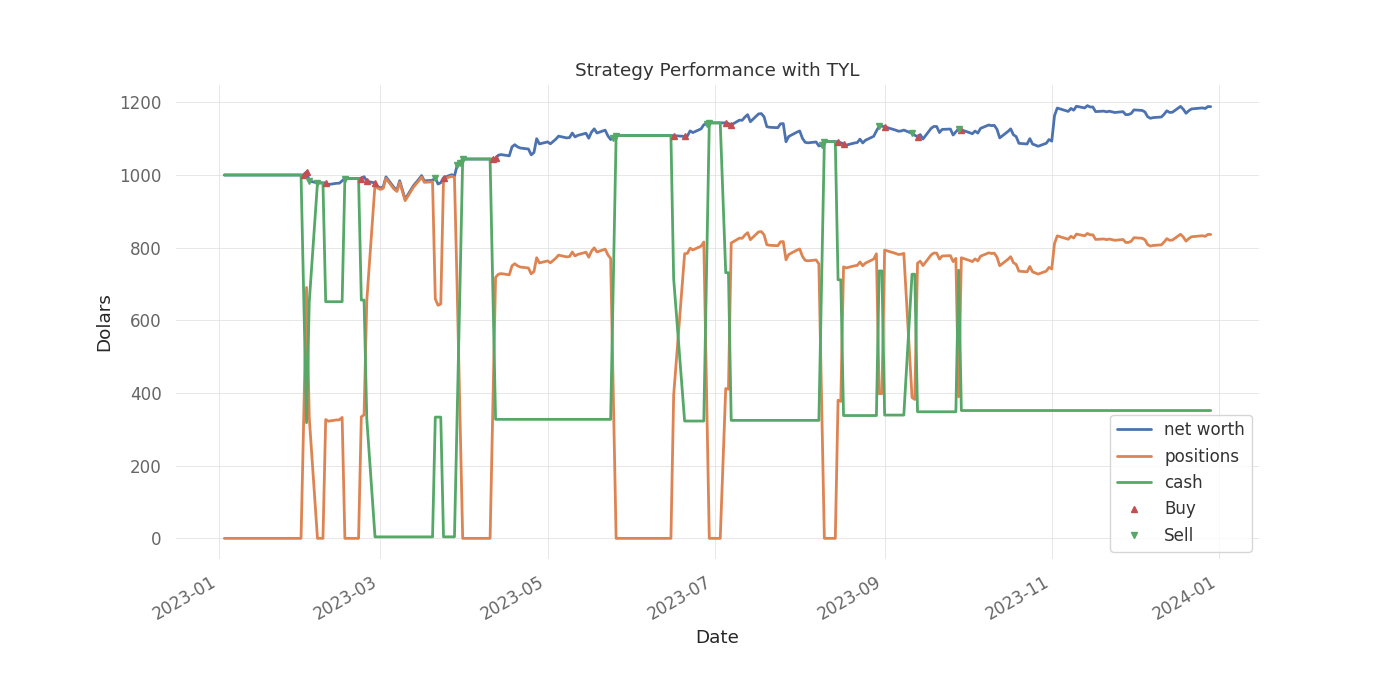 Strategy Performance with TYL
1200
1000
800
600
400
200
0
Dolars
2023-01
2023-03
2023-05
2023-07
2023-09
2023-11
2024-01
Date
net worth
positions
cash
Buy
Sell